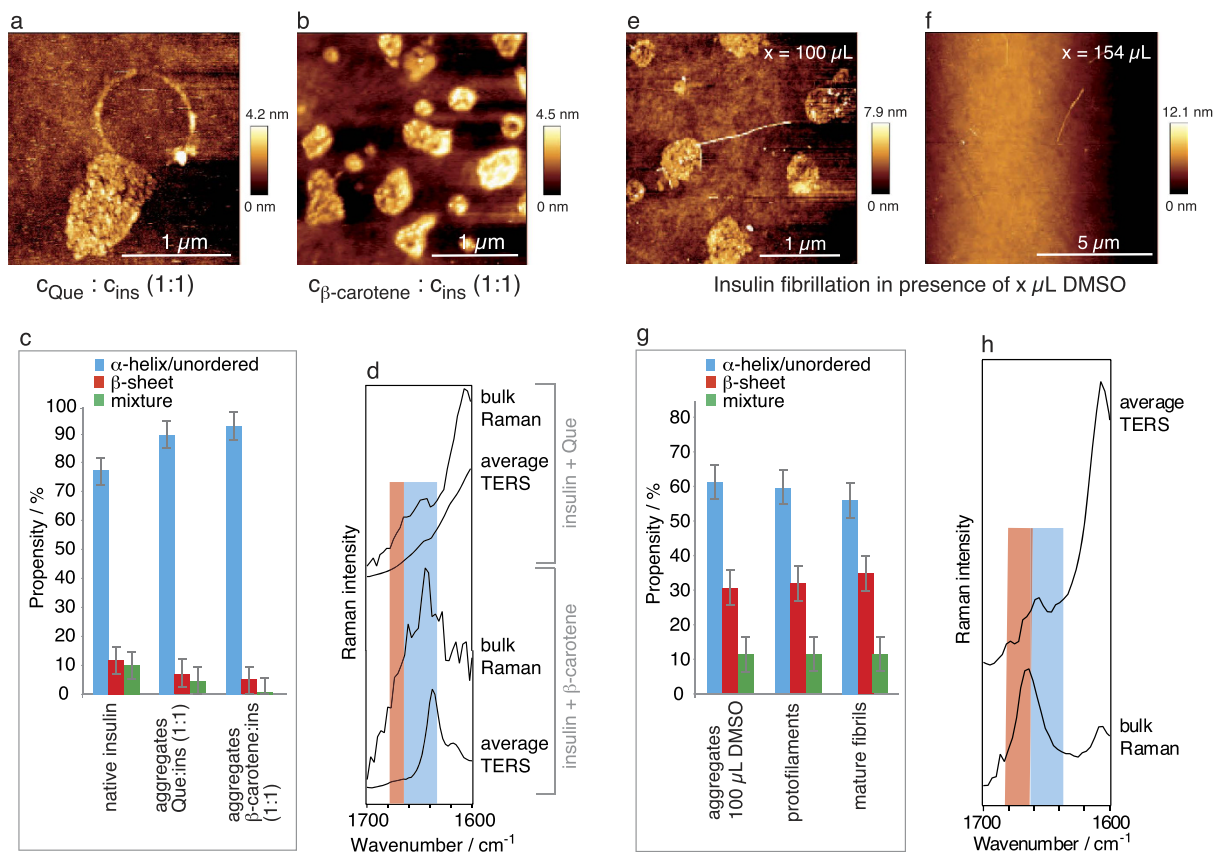 a
4.2 nm
0 nm
1 µm
cQue : cins (1:1)
b
4.5 nm
0 nm
1 µm
cβ-carotene : cins (1:1)
e
x = 100 µL
7.9 nm
0 nm
1 µm
f
x = 154 µL
12.1 nm
0 nm
5 µm
Insulin fibrillation in presence of x µL DMSO
c
α-helix/unordered
β-sheet
mixture
Propensity / %
100
90
80
70
60
50
40
30
20
10
0
native insulin
aggregates
Que:ins (1:1)
aggregates
β-carotene:ins
(1:1)
d
bulk
Raman
average
TERS
insulin + Que
bulk
Raman
average
TERS
insulin + β-carotene
Raman intensity
1700
1600
Wavenumber / cm-1
g
α-helix/unordered
β-sheet
mixture
Propensity / %
80
70
60
50
40
30
20
10
0
aggregates
100 µL DMSO
protofilaments
mature fibrils
h
average
TERS
bulk
Raman
Raman intensity
1700
1600
Wavenumber / cm-1